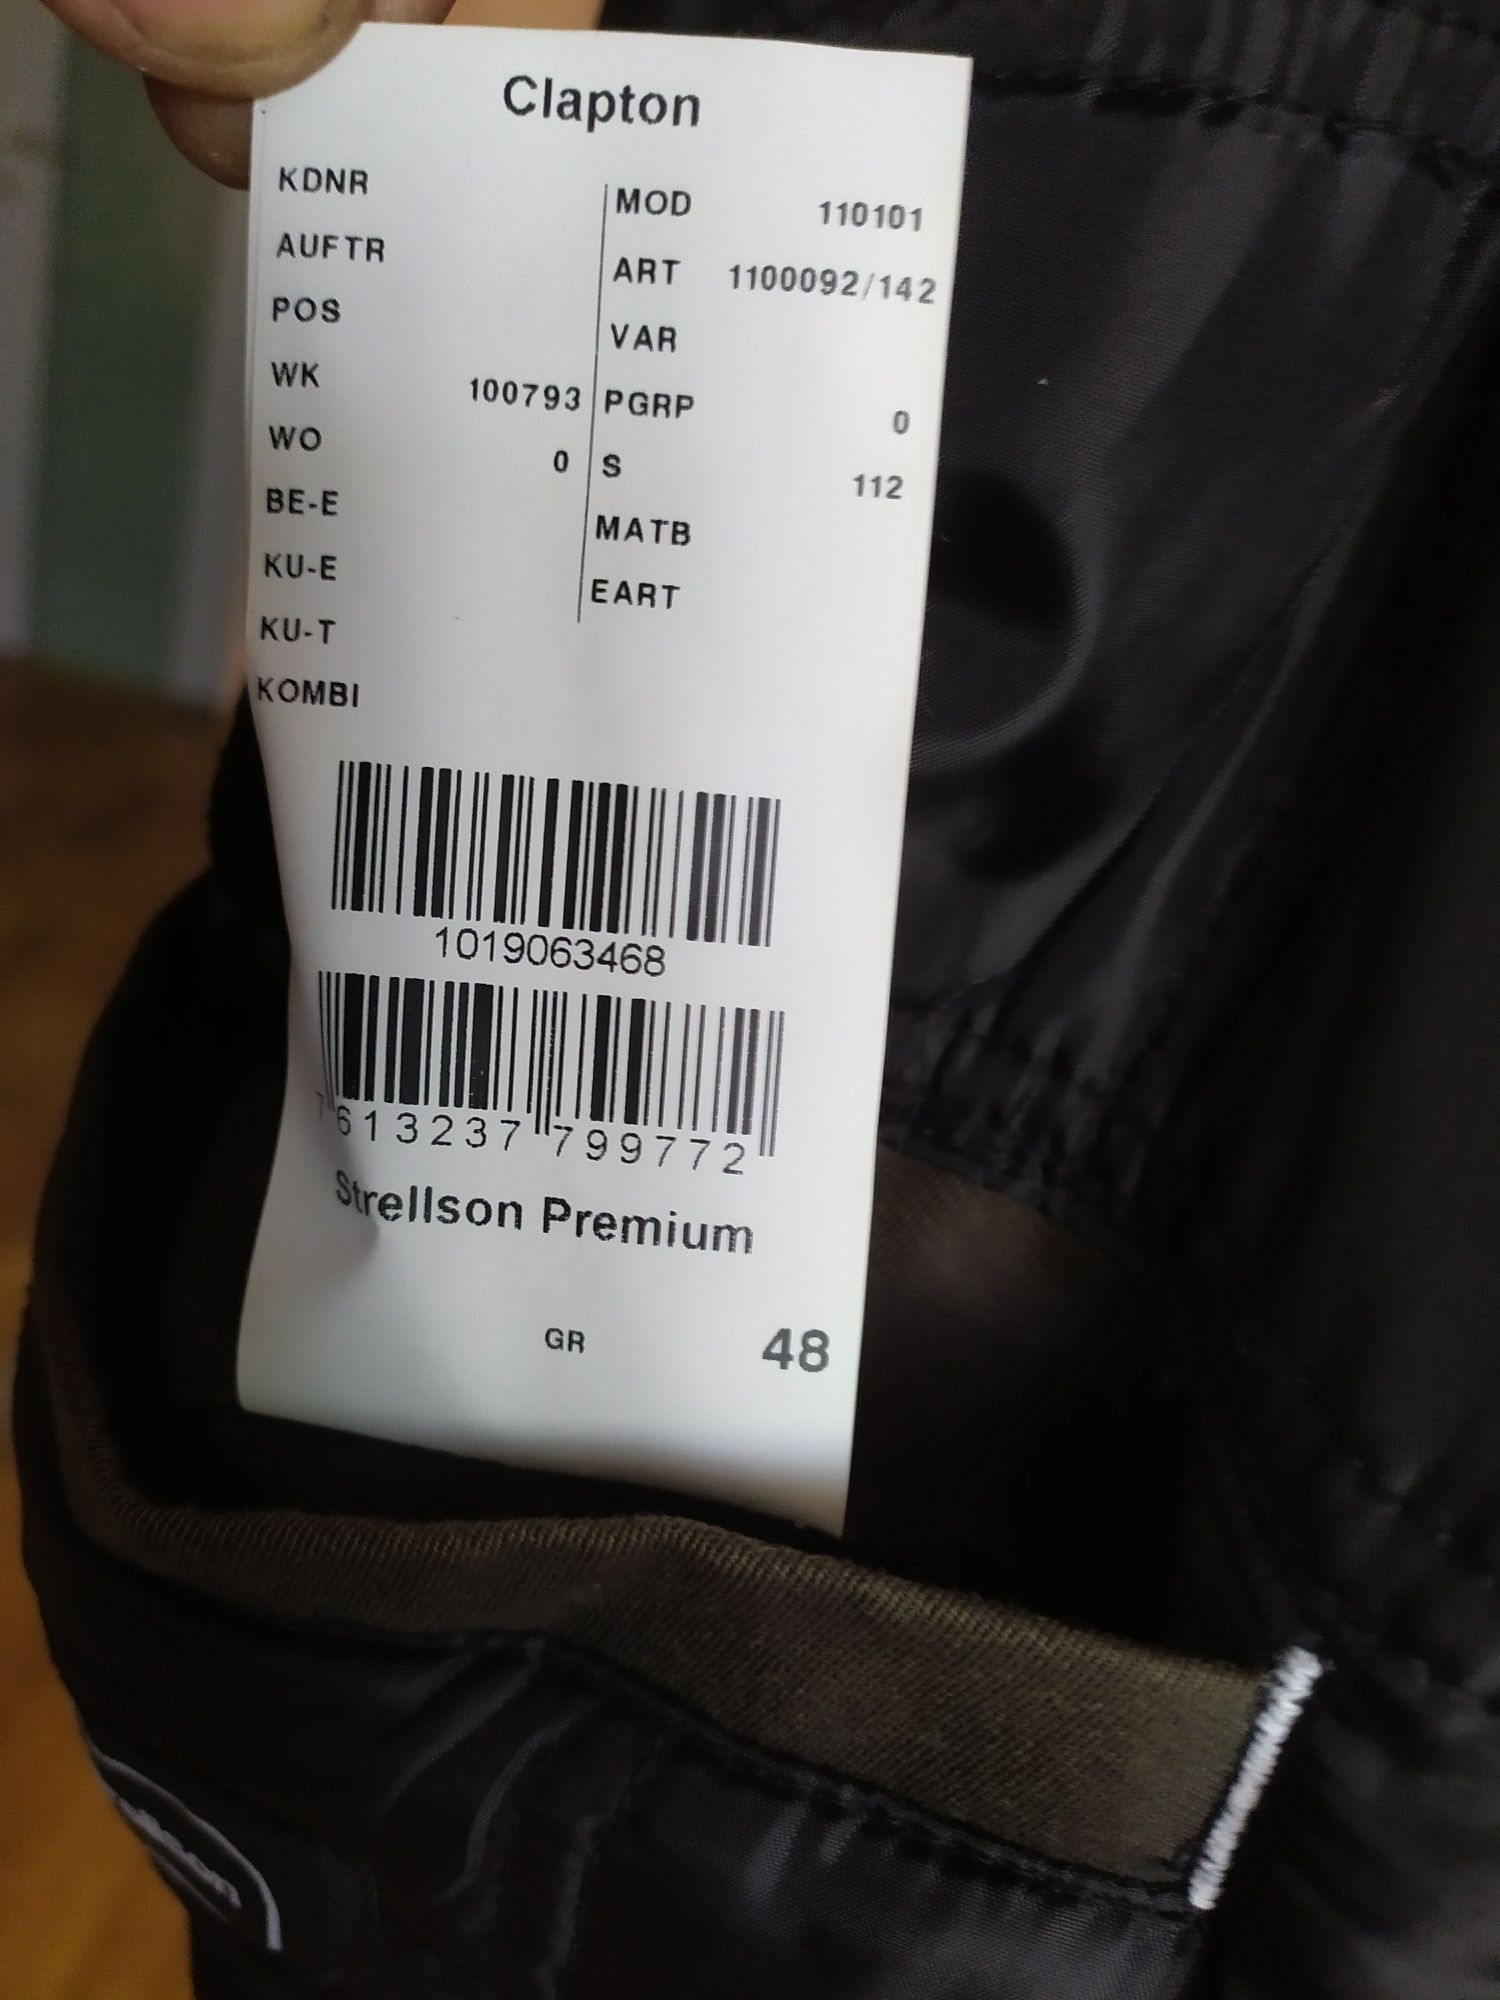 Clapton
KDNR
AUFTR
POS
WK 100793
WO 0
BE-E
KU-E
KU-T
KOMBI
MOD 110101
ART 1100092/142
VAR
PGRP 0
S 112
MATB
EART
1019063468
7 613237 799772
Strellson Premium
GR 48